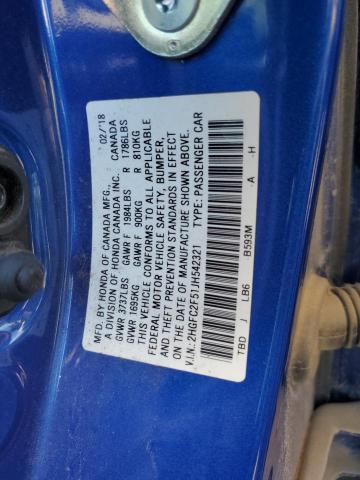 MFD. BY HONDA OF CANADA MFG., 02/'18
A DIVISION OF HONDA CANADA INC. CANADA
GVWR 3737LBS GAWR F 1984LBS R 1786LBS
GVWR 1695KG GAWR F 900KG R 810KG
THIS VEHICLE CONFORMS TO ALL APPLICABLE
FEDERAL MOTOR VEHICLE SAFETY, BUMPER,
AND THEFT PREVENTION STANDARDS IN EFFECT
ON THE DATE OF MANUFACTURE SHOWN ABOVE.
V.I.N.: 2HGFC2F51JH542321 TYPE: PASSENGER CAR
TBD J LB6 B593M A H